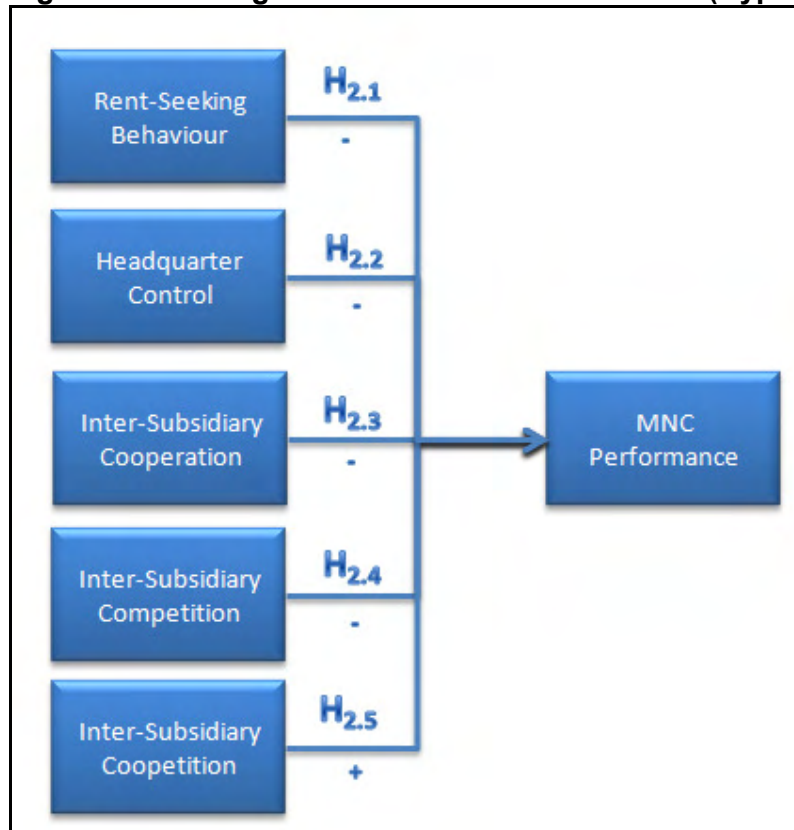 Rent-Seeking
Behaviour
H2.1
-
Headquarter
Control
H2.2
-
Inter-Subsidiary
Cooperation
H2.3
-
MNC
Performance
Inter-Subsidiary
Competition
H2.4
-
Inter-Subsidiary
Coopetition
H2.5
+